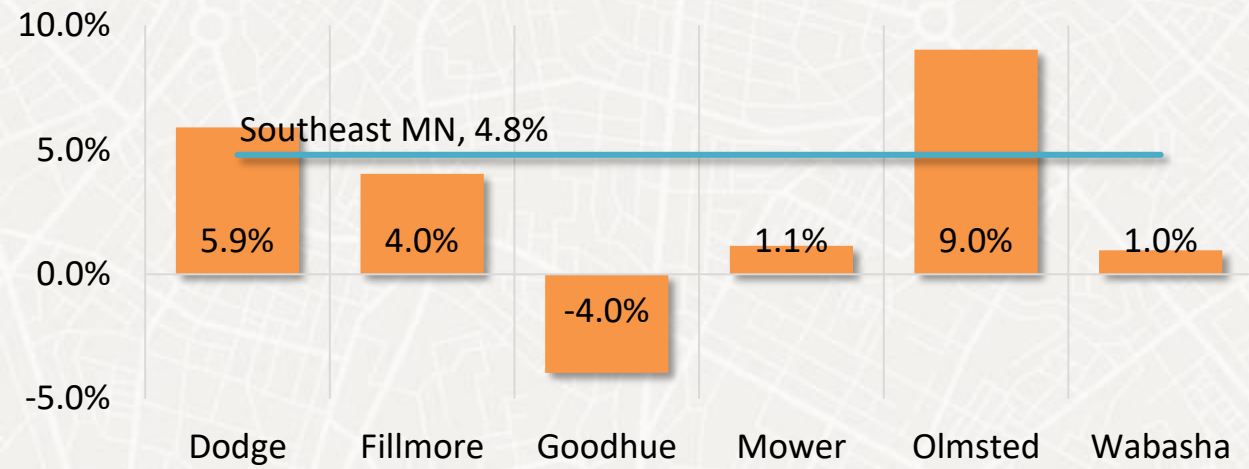 10.0%
Southeast MN, 4.8%
5.0%
5.9% 4.0% 1.1% 9.0% 1.0%
0.0%
-4.0%
-5.0%
Dodge Fillmore Goodhue Mower Olmsted Wabasha